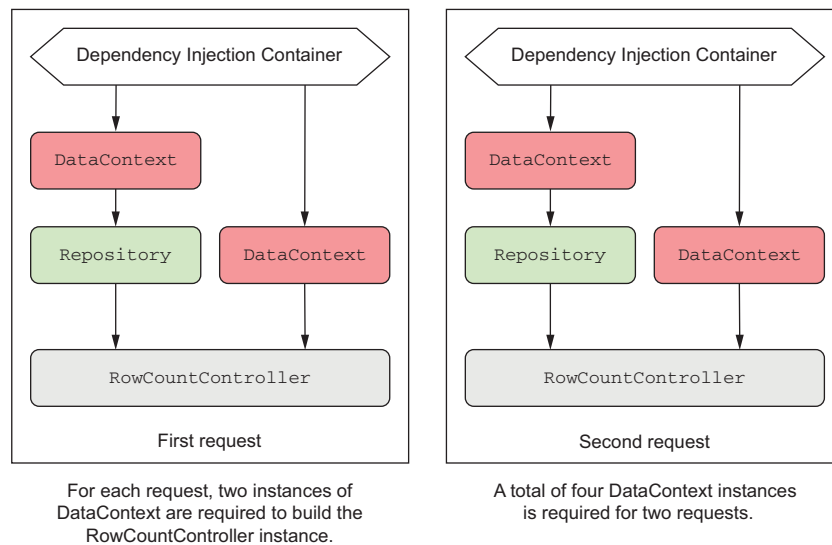 Dependency Injection Container
DataContext
Repository
DataContext
RowCountController
First request
For each request, two instances of
DataContext are required to build the
RowCountController instance.
Dependency Injection Container
DataContext
Repository
DataContext
RowCountController
Second request
A total of four DataContext instances
is required for two requests.